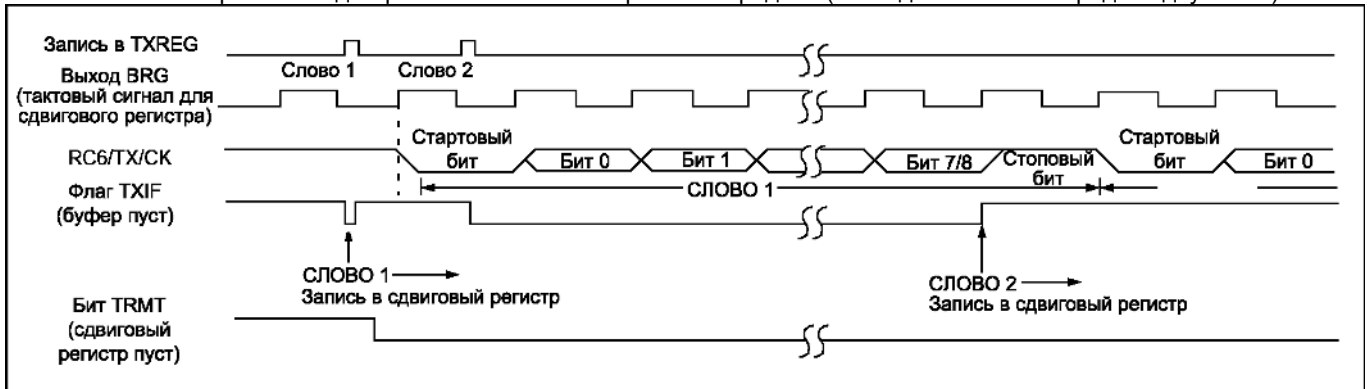 Запись в TXREG
Слово 1
Слово 2
Выход BRG
(тактовый сигнал для
сдвигового регистра)
RC6/TX/CK
Стартовый
бит
Бит 0
Бит 1
Бит 7/8
Стоповый
бит
Стартовый
бит
Бит 0
СЛОВО 1
Флаг TXIF
(буфер пуст)
СЛОВО 1
Запись в сдвиговый регистр
СЛОВО 2
Запись в сдвиговый регистр
Бит TRMT
(сдвиговый
регистр пуст)